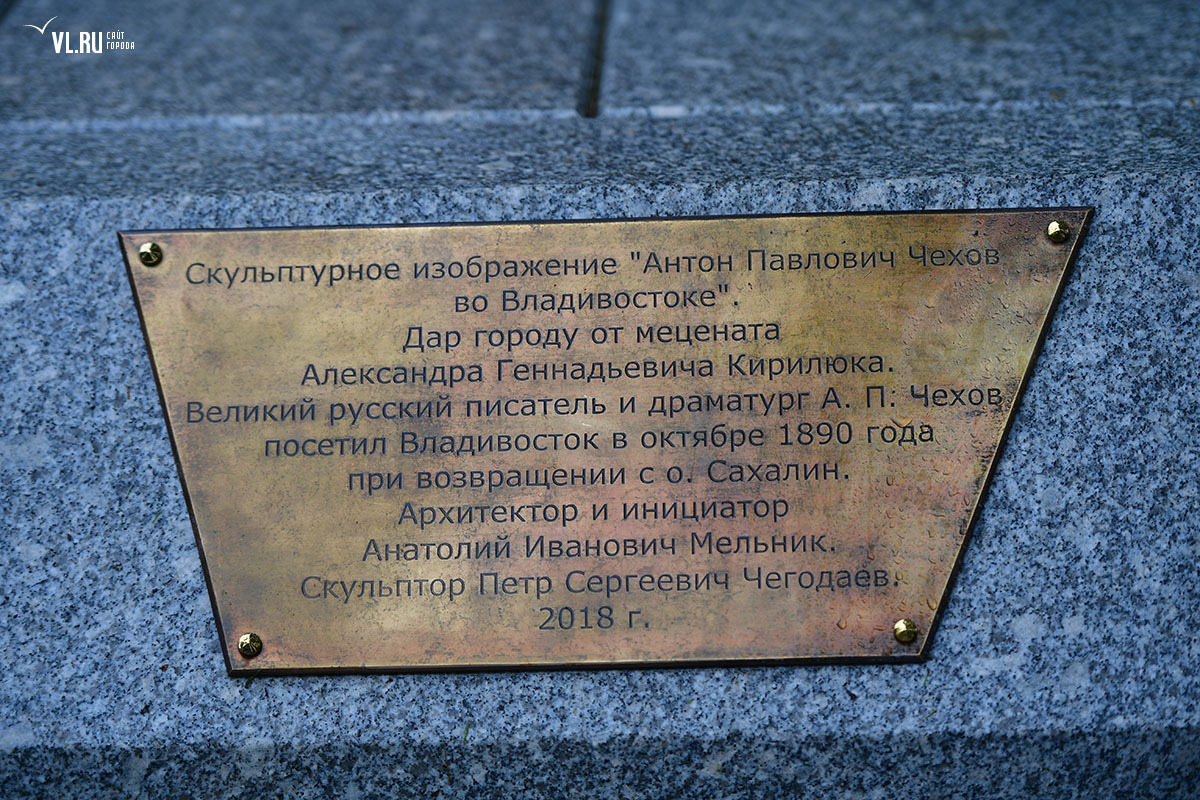 VL.RU САЙТ
ГОРОДА
Скульптурное изображение "Антон Павлович Чехов
во Владивостоке".
Дар городу от мецената
Александра Геннадьевича Кирилюка.
Великий русский писатель и драматург А. П. Чехов
посетил Владивосток в октябре 1890 года
при возвращении с о. Сахалин.
Архитектор и инициатор
Анатолий Иванович Мельник.
Скульптор Петр Сергеевич Чегодаев.
2018 г.